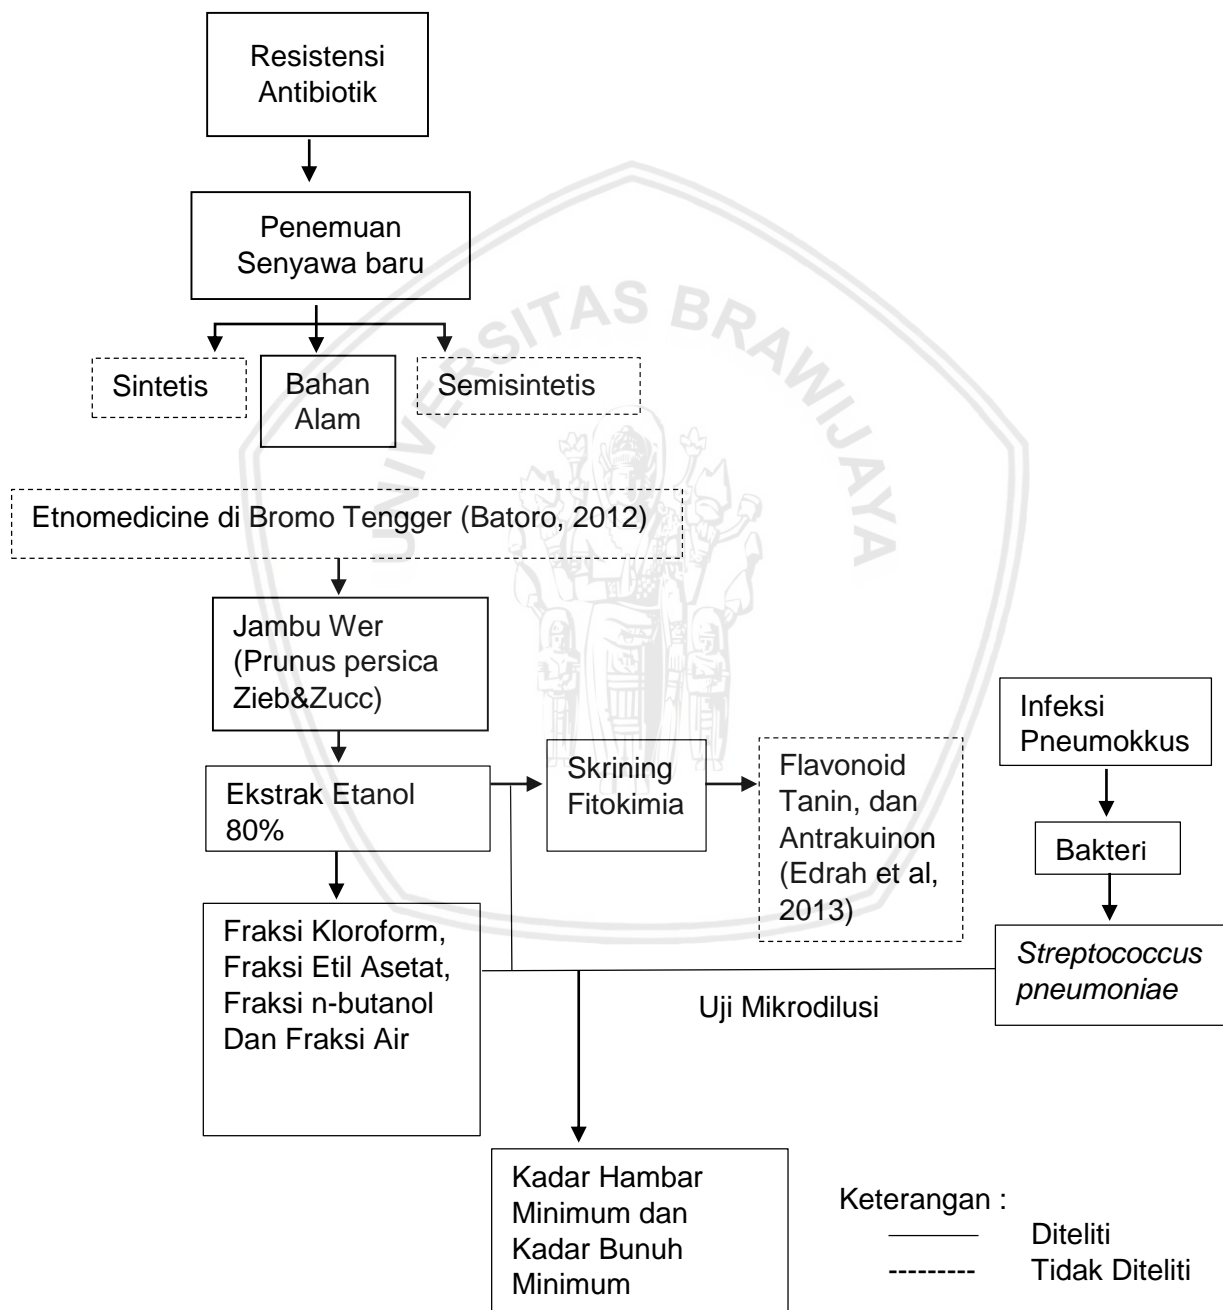 Resistensi
Antibiotik
Penemuan
Senyawa baru
UNIVERSITAS BRAWIJAYA
Sintetis
Bahan
Alam
Semisintetis
Etnomedicine di Bromo Tengger (Batoro, 2012)
Jambu Wer
(Prunus persica
Zieb&Zucc)
Ekstrak Etanol
80%
Skrining
Fitokimia
Flavonoid
Tanin, dan
Antrakuinon
(Edrah et al,
2013)
Infeksi
Pneumokkus
Bakteri
Streptococcus
pneumoniae
Fraksi Kloroform,
Fraksi Etil Asetat,
Fraksi n-butanol
Dan Fraksi Air
Uji Mikrodilusi
Kadar Hambar
Minimum dan
Kadar Bunuh
Minimum
Keterangan :
Diteliti
Tidak Diteliti